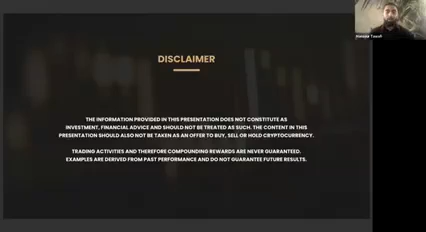 DISCLAIMER
THE INFORMATION PROVIDED IN THIS PRESENTATION DOES NOT CONSTITUTE AS
INVESTMENT, FINANCIAL ADVICE AND SHOULD NOT BE TREATED AS SUCH. THE CONTENT IN THIS
PRESENTATION SHOULD ALSO NOT BE TAKEN AS AN OFFER TO BUY, SELL OR HOLD CRYPTOCURRENCY.
TRADING ACTIVITIES AND THEREFORE COMPOUNDING REWARDS ARE NEVER GUARANTEED.
EXAMPLES ARE DERIVED FROM PAST PERFORMANCE AND DO NOT GUARANTEE FUTURE RESULTS.